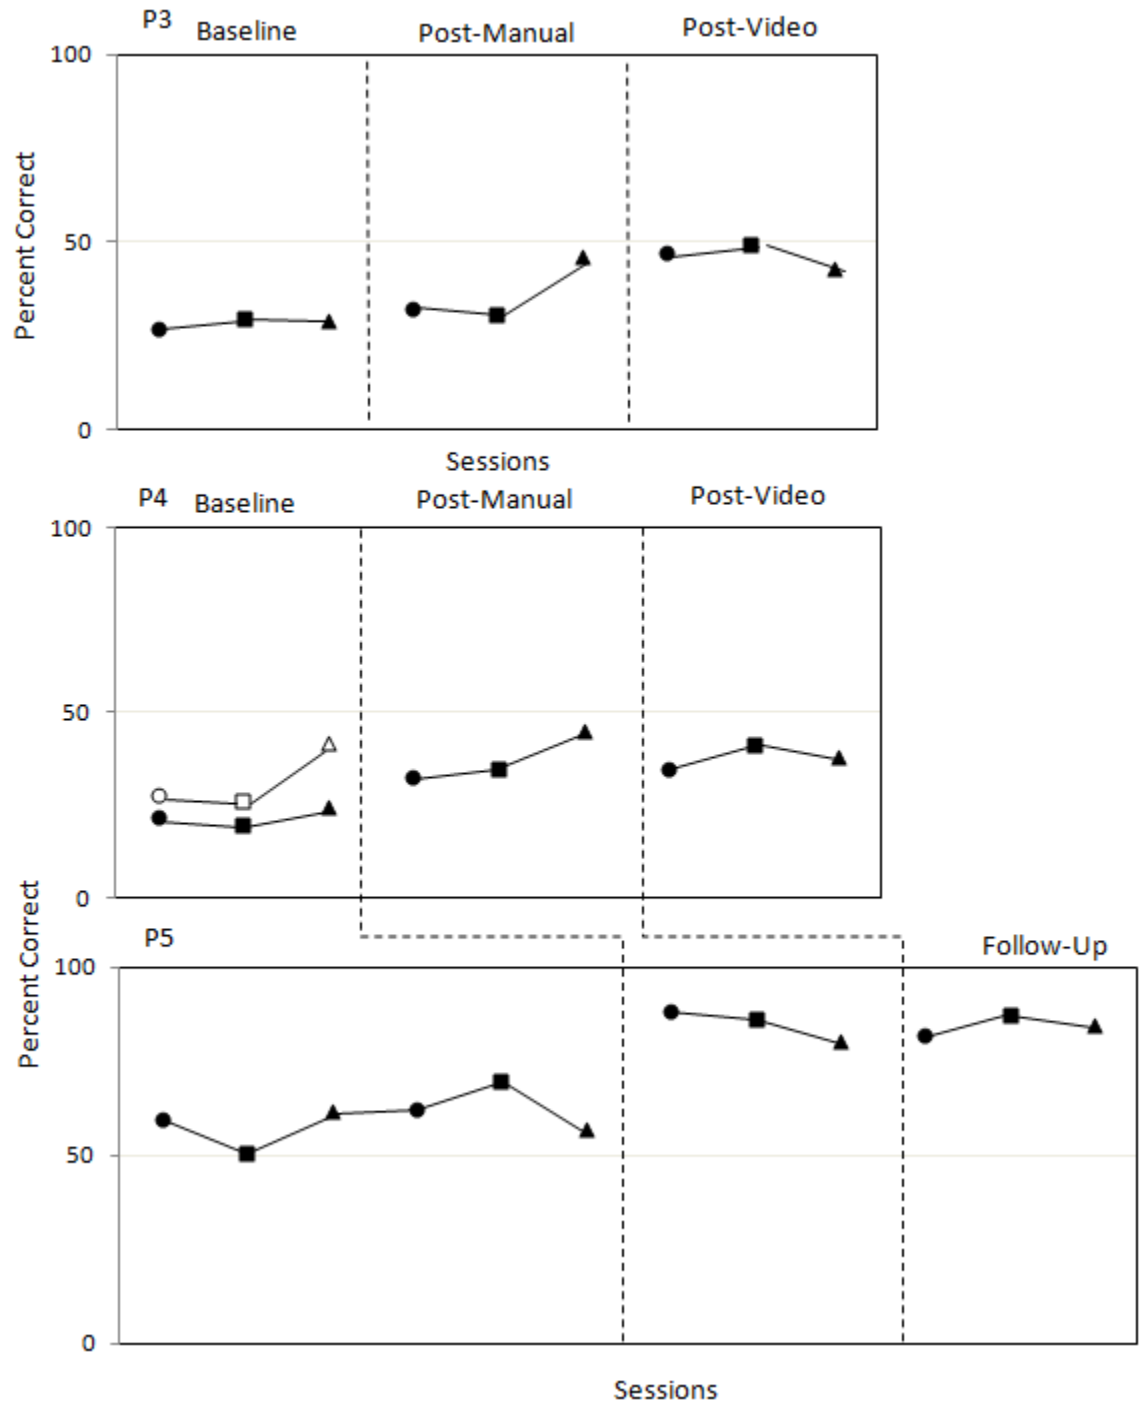 P3 Baseline Post-Manual Post-Video
100
Percent Correct
50
0
Sessions
P4 Baseline Post-Manual Post-Video
100
50
0
P5 Follow-Up
Percent Correct
100
50
0
Sessions